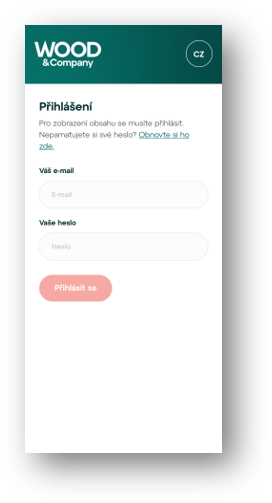 WOOD
&Company
CZ
Přihlášení
Pro zobrazení obsahu se musíte přihlásit.
Nepamatujete si své heslo? Obnovte si ho
zde.
Váš e-mail
E-mail
Vaše heslo
Heslo
Přihlásit se